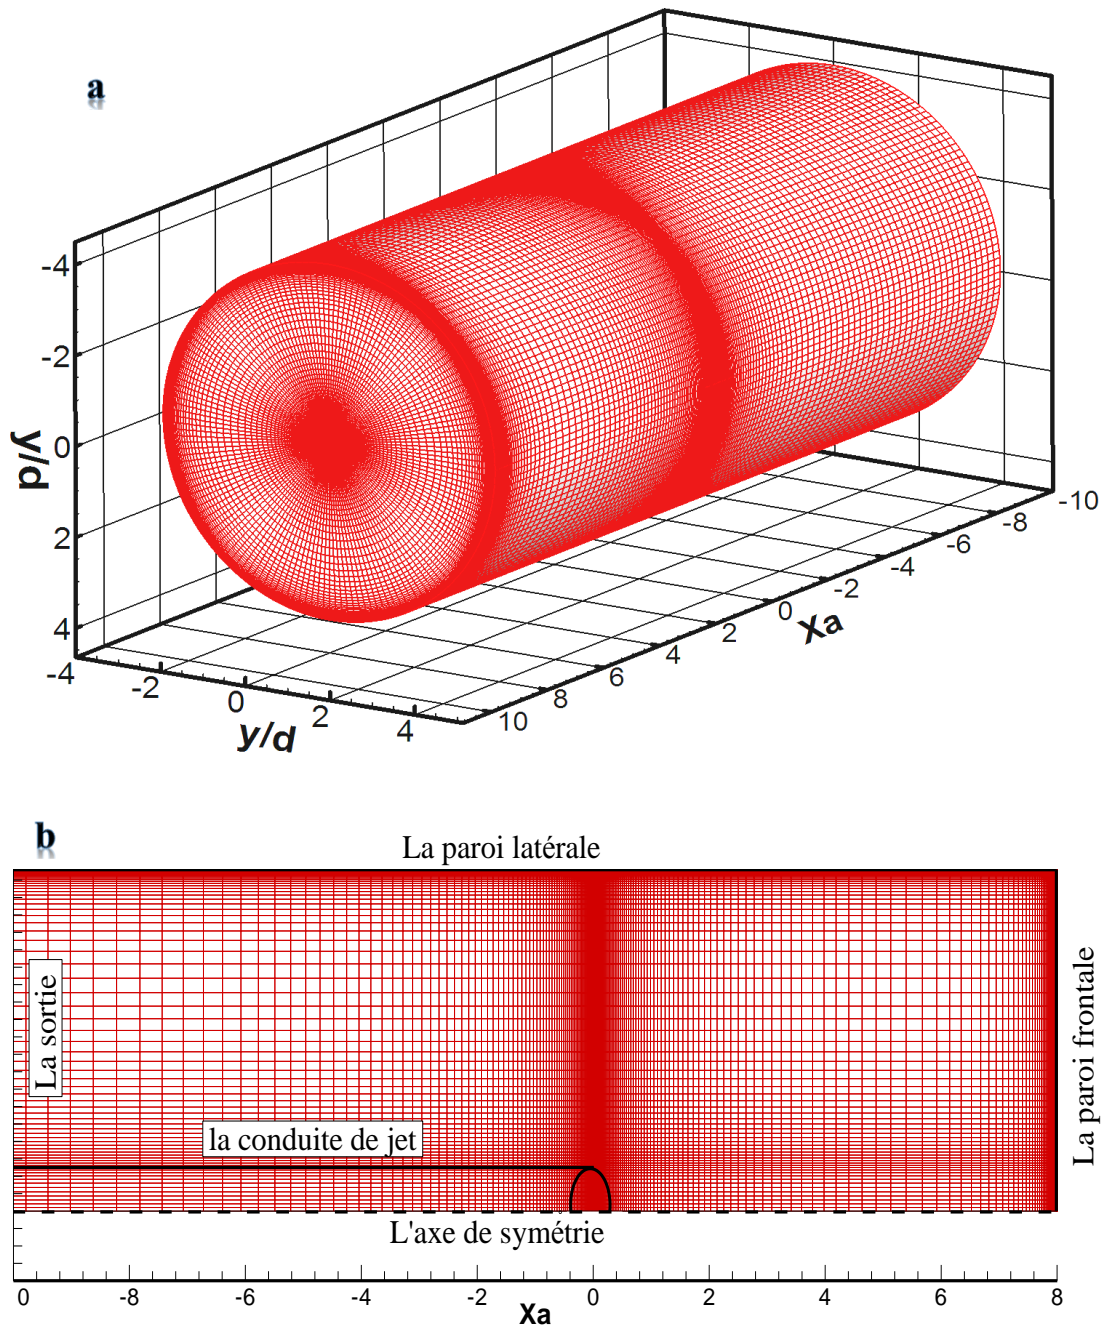 a
-4
-2
0
2
4
y/d
-4
-2
0
2
4
y/d
10
8
6
4
2
0
-2
-4
-6
-8
-10
Xa
b
La paroi latérale
La sortie
la conduite de jet
La paroi frontale
L'axe de symétrie
0 -8 -6 -4 -2 0 2 4 6 8
Xa